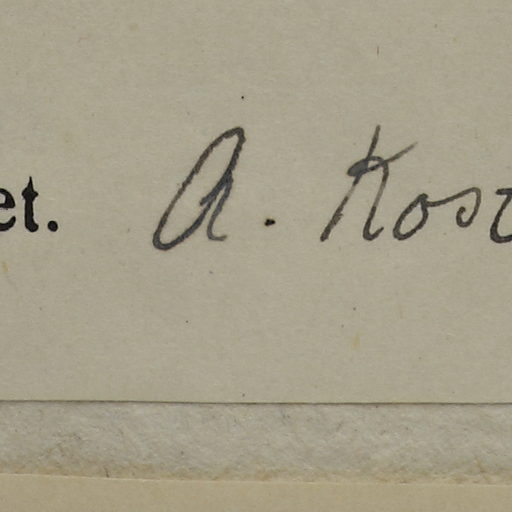 et. A. Kos